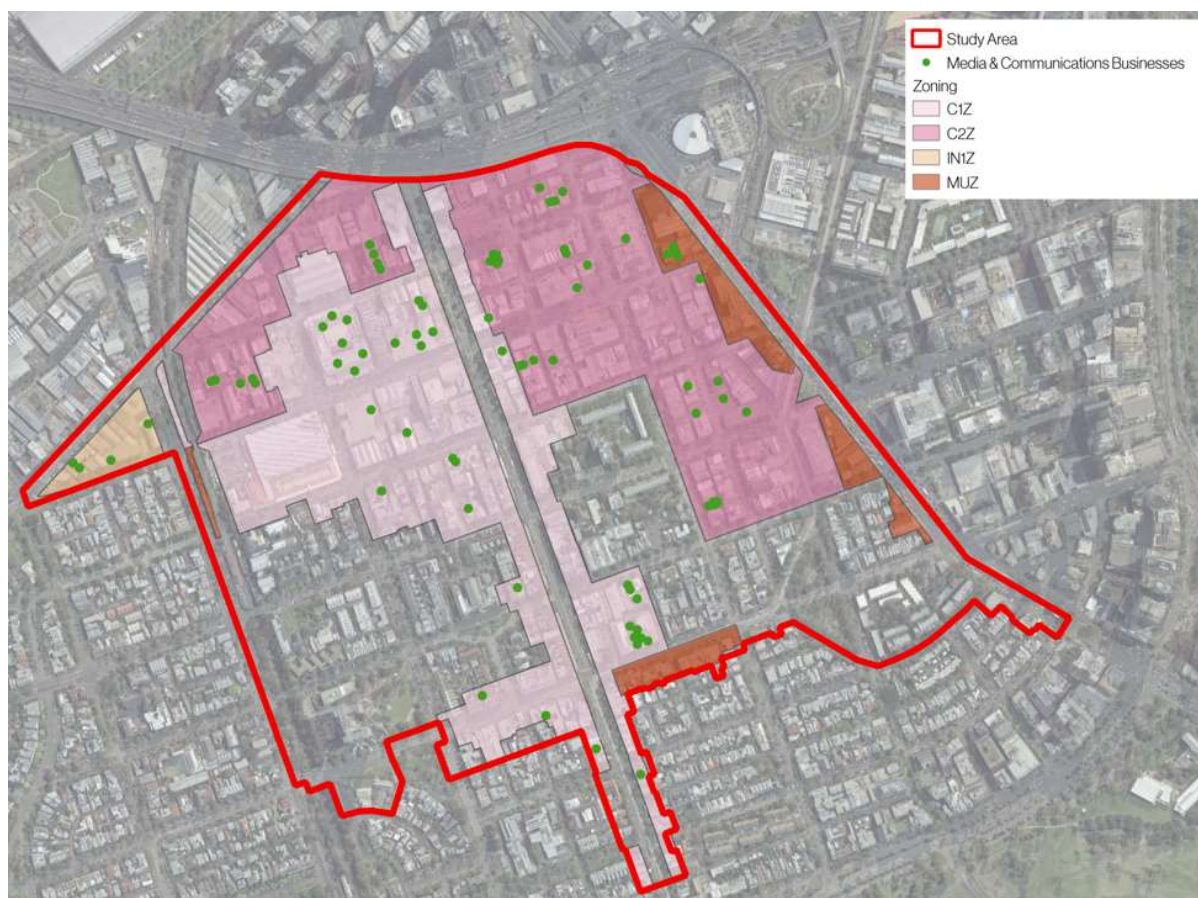 Study Area
Media & Communications Businesses
Zoning
C1Z
C2Z
IN1Z
MUZ